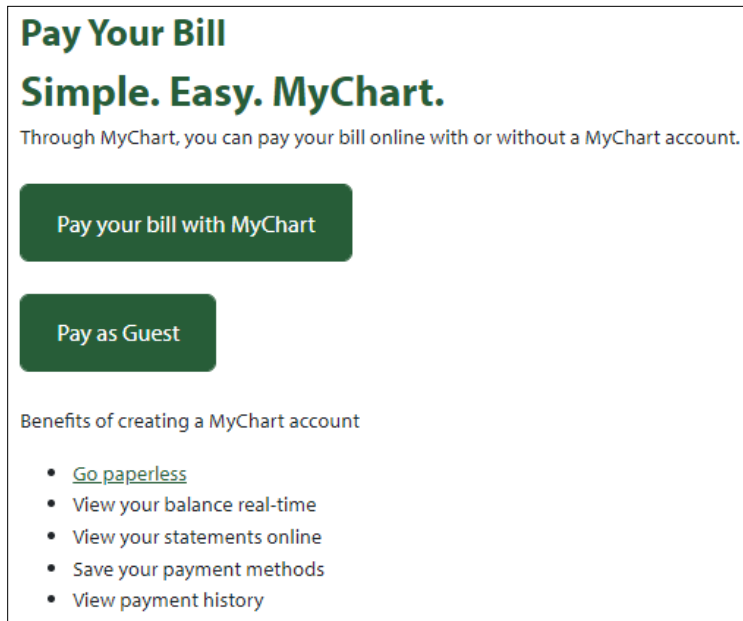 Pay Your Bill
Simple. Easy. MyChart.
Through MyChart, you can pay your bill online with or without a MyChart account.
Pay your bill with MyChart
Pay as Guest
Benefits of creating a MyChart account
• Go paperless
• View your balance real-time
• View your statements online
• Save your payment methods
• View payment history